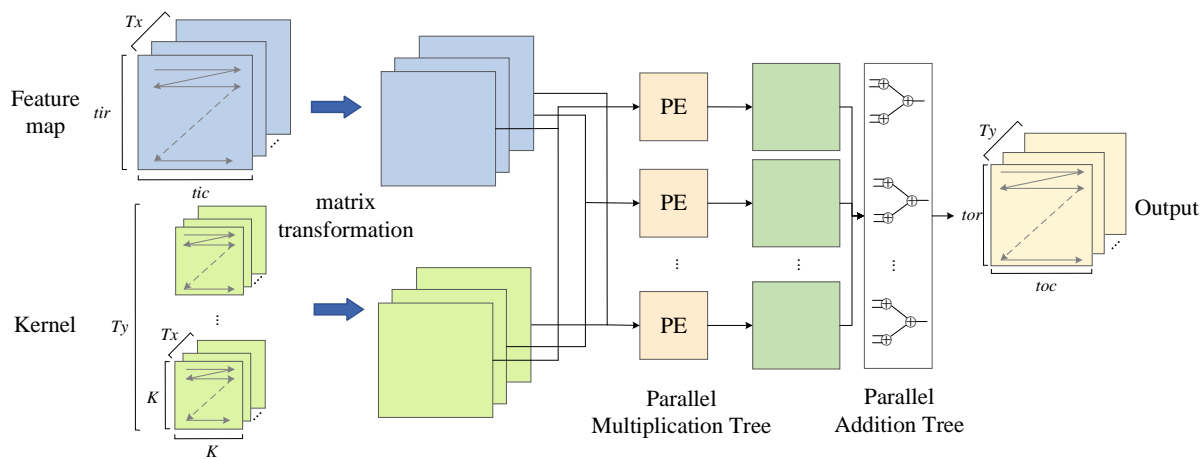 Tx
Feature
map
tir
tic
matrix
transformation
Kernel
Ty
Tx
K
K
PE
PE
PE
Parallel
Multiplication Tree
Parallel
Addition Tree
Ty
tor
toc
Output